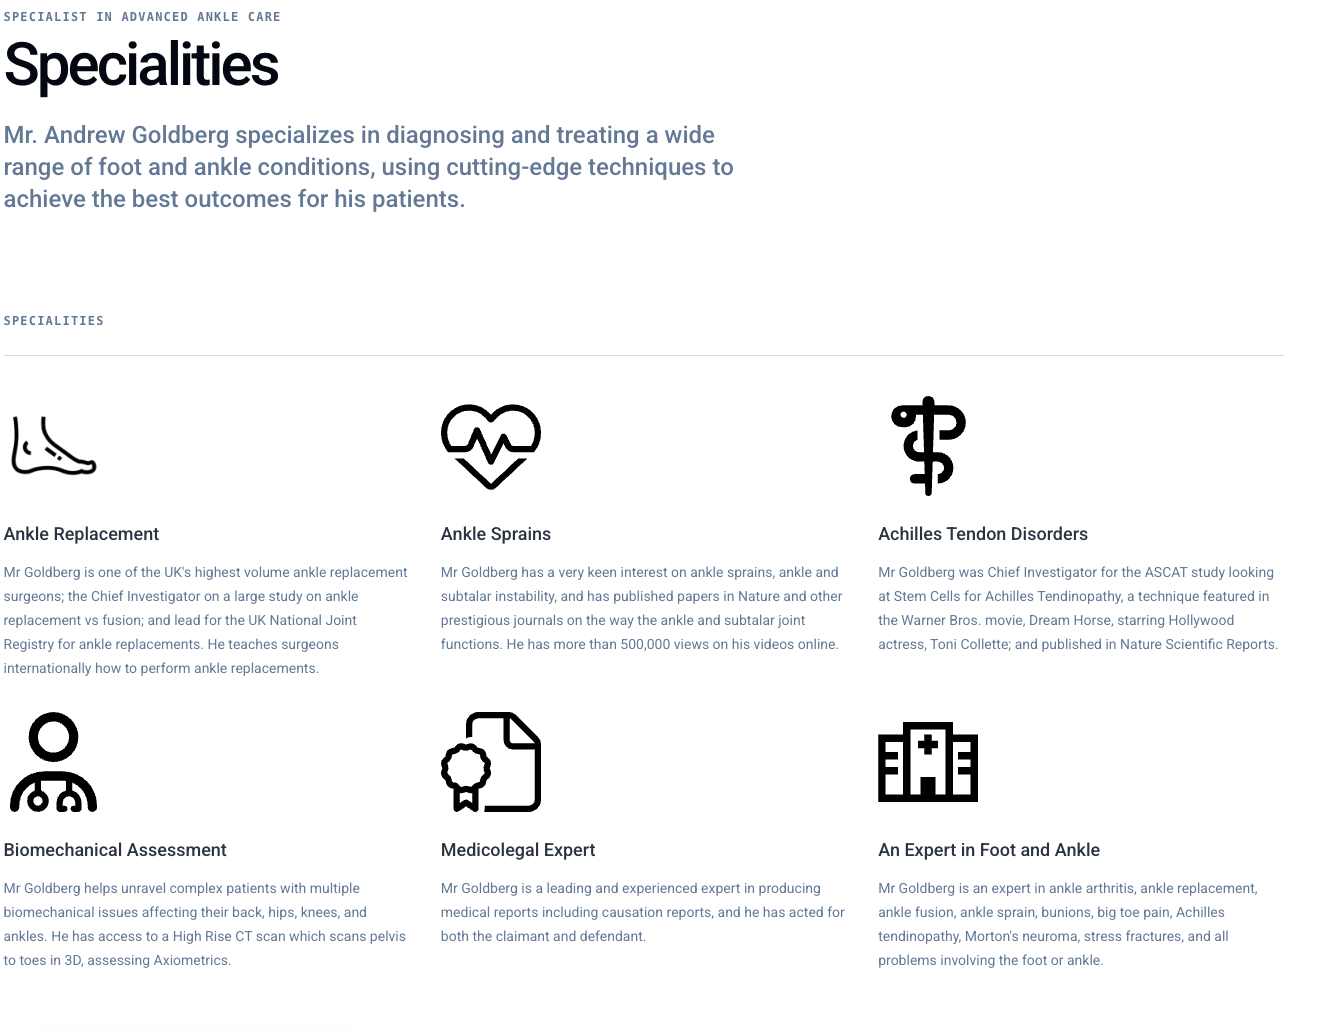 SPECIALIST IN ADVANCED ANKLE CARE
Specialities
Mr. Andrew Goldberg specializes in diagnosing and treating a wide
range of foot and ankle conditions, using cutting-edge techniques to
achieve the best outcomes for his patients.
SPECIALITIES
Ankle Replacement
Mr Goldberg is one of the UK's highest volume ankle replacement
surgeons; the Chief Investigator on a large study on ankle
replacement vs fusion; and lead for the UK National Joint
Registry for ankle replacements. He teaches surgeons
internationally how to perform ankle replacements.
Ankle Sprains
Mr Goldberg has a very keen interest on ankle sprains, ankle and
subtalar instability, and has published papers in Nature and other
prestigious journals on the way the ankle and subtalar joint
functions. He has more than 500,000 views on his videos online.
Achilles Tendon Disorders
Mr Goldberg was Chief Investigator for the ASCAT study looking
at Stem Cells for Achilles Tendinopathy, a technique featured in
the Warner Bros. movie, Dream Horse, starring Hollywood
actress, Toni Collette; and published in Nature Scientific Reports.
Biomechanical Assessment
Mr Goldberg helps unravel complex patients with multiple
biomechanical issues affecting their back, hips, knees, and
ankles. He has access to a High Rise CT scan which scans pelvis
to toes in 3D, assessing Axiometrics.
Medicolegal Expert
Mr Goldberg is a leading and experienced expert in producing
medical reports including causation reports, and he has acted for
both the claimant and defendant.
An Expert in Foot and Ankle
Mr Goldberg is an expert in ankle arthritis, ankle replacement,
ankle fusion, ankle sprain, bunions, big toe pain, Achilles
tendinopathy, Morton's neuroma, stress fractures, and all
problems involving the foot or ankle.